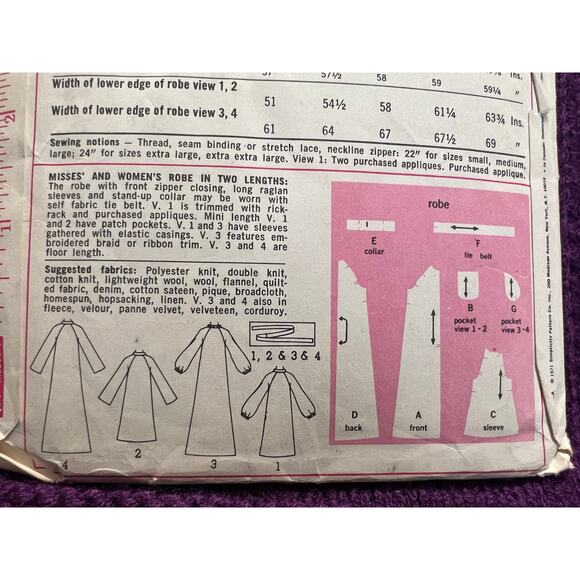 57 57½ 58 59 Ins.
Width of lower edge of robe view 1, 2
59¼ "
51 54½ 58 61¼ 63¾ Ins.
Width of lower edge of robe view 3, 4
61 64 67 67½ 69 "
Sewing notions — Thread, seam binding or stretch lace, neckline zipper: 22" for sizes small, medium,
large; 24" for sizes extra large, extra extra large. View 1: Two purchased appliques. Purchased applique.
MISSES' AND WOMEN'S ROBE IN TWO LENGTHS:
The robe with front zipper closing, long raglan
sleeves and stand-up collar may be worn with
self fabric tie belt. V. 1 is trimmed with rick-
rack and purchased appliques. Mini length V. 1
and 2 have patch pockets. V. 1 and 3 have sleeves
gathered with elastic casings. V. 3 features em-
broidered braid or ribbon trim. V. 3 and 4 are
floor length.
Suggested fabrics: Polyester knit, double knit,
cotton knit, lightweight wool, wool, flannel, quilt-
ed fabric, denim, cotton sateen, pique, broadcloth,
homespun, hopsacking, linen. V. 3 and 4 also in
fleece, velour, panne velvet, velveteen, corduroy.
1, 2 & 3 & 4
4
2
3
1
robe
E
collar
F
tie belt
B
pocket
view 1-2
G
pocket
view 3-4
D
back
A
front
C
sleeve
© 1971 Simplicity Pattern Co. Inc. 200 Madison Avenue, New York, N.Y. 10016
2